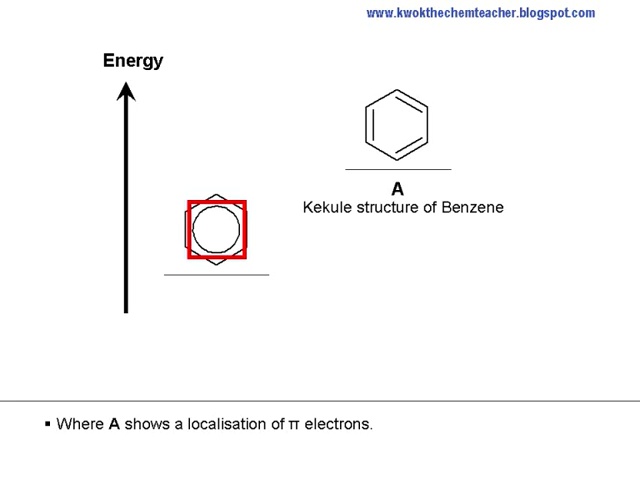 www.kwokthechemteacher.blogspot.com
Energy
A
Kekule structure of Benzene
▪ Where A shows a localisation of π electrons.